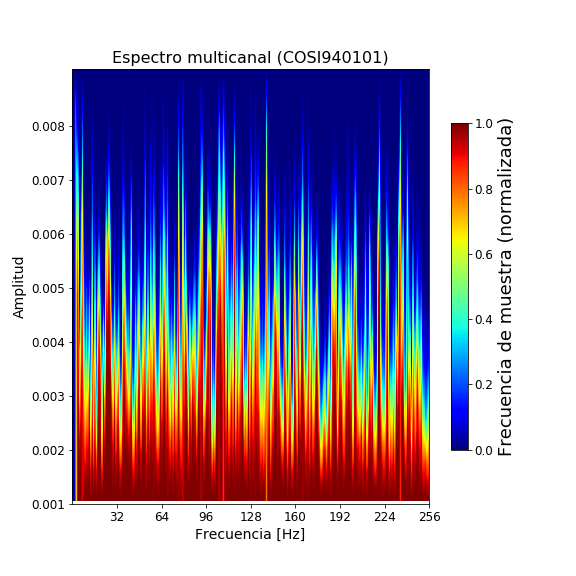 Espectro multicanal (COSI940101)
Amplitud
0.008
0.007
0.006
0.005
0.004
0.003
0.002
0.001
32 64 96 128 160 192 224 256
Frecuencia [Hz]
1.0
0.8
0.6
0.4
0.2
0.0
Frecuencia de muestra (normalizada)